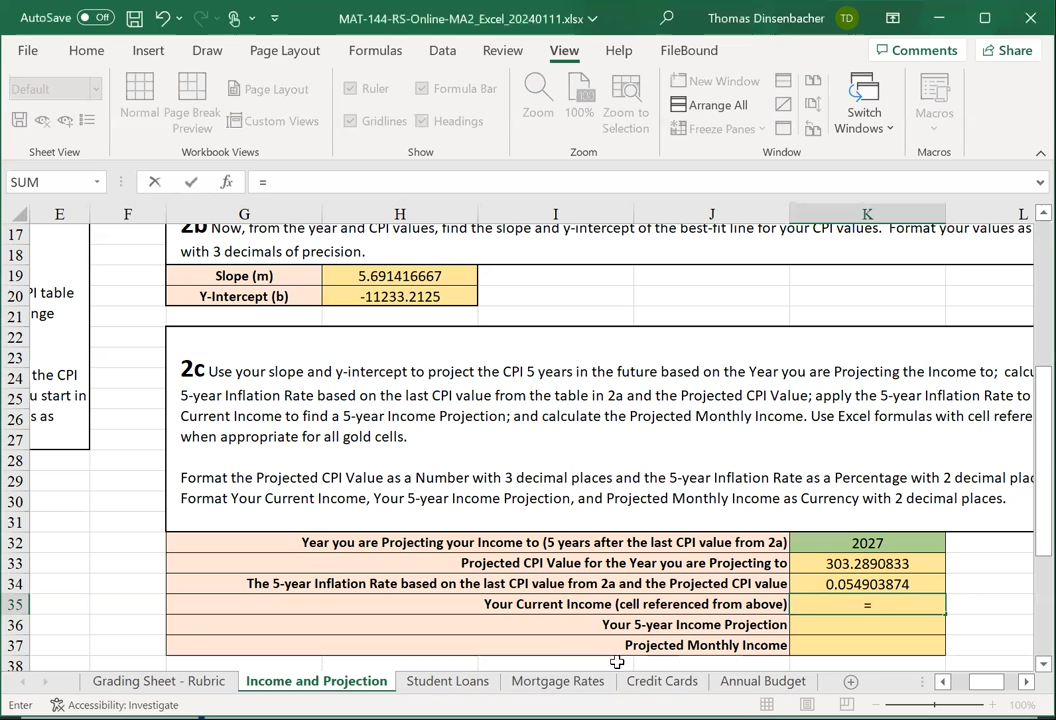 AutoSave Off MAT-144-RS-Online-MA2_Excel_20240111.xlsx Thomas Dinsenbacher TD
File Home Insert Draw Page Layout Formulas Data Review View Help FileBound Comments Share
Default Normal Page Break Preview Page Layout Custom Views Ruler Formula Bar Gridlines Headings Zoom 100% Zoom to Selection New Window Arrange All Freeze Panes Switch Windows Macros
Sheet View Workbook Views Show Zoom Window Macros
SUM fx =
E F G H I J K L
17 2b Now, from the year and CPI values, find the slope and y-intercept of the best-fit line for your CPI values. Format your values as
18 with 3 decimals of precision.
19 Slope (m) 5.691416667
20 PI table Y-Intercept (b) -11233.2125
21 nge
22
23
24 the CPI 2c Use your slope and y-intercept to project the CPI 5 years in the future based on the Year you are Projecting the Income to; calcu
25 u start in 5-year Inflation Rate based on the last CPI value from the table in 2a and the Projected CPI Value; apply the 5-year Inflation Rate to
26 s as Current Income to find a 5-year Income Projection; and calculate the Projected Monthly Income. Use Excel formulas with cell refere
27 when appropriate for all gold cells.
28
29 Format the Projected CPI Value as a Number with 3 decimal places and the 5-year Inflation Rate as a Percentage with 2 decimal plac
30 Format Your Current Income, Your 5-year Income Projection, and Projected Monthly Income as Currency with 2 decimal places.
31
32 Year you are Projecting your Income to (5 years after the last CPI value from 2a) 2027
33 Projected CPI Value for the Year you are Projecting to 303.2890833
34 The 5-year Inflation Rate based on the last CPI value from 2a and the Projected CPI value 0.054903874
35 Your Current Income (cell referenced from above) =
36 Your 5-year Income Projection
37 Projected Monthly Income
38
Grading Sheet - Rubric Income and Projection Student Loans Mortgage Rates Credit Cards Annual Budget
Enter Accessibility: Investigate 100%